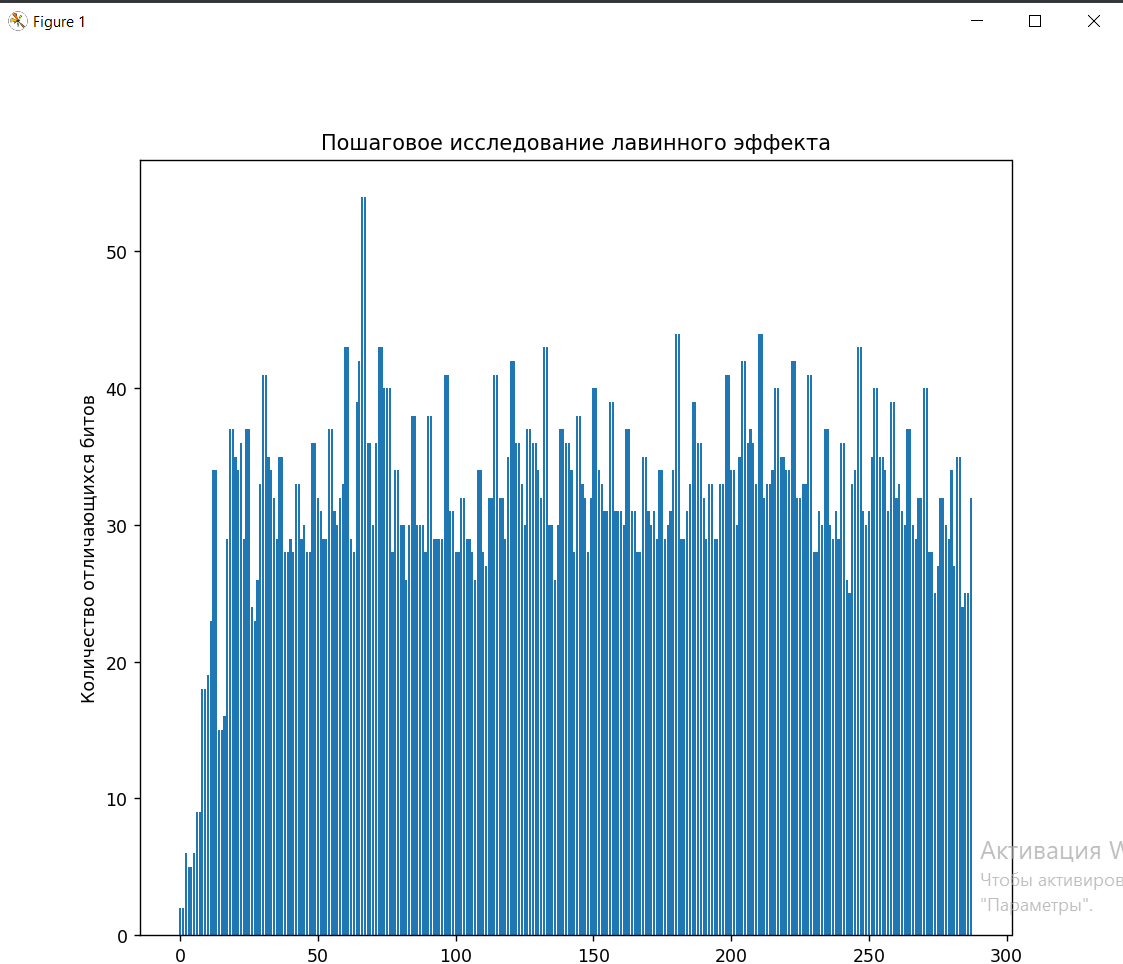 Figure 1
Пошаговое исследование лавинного эффекта
Количество отличающихся битов
50
40
30
20
10
0
0 50 100 150 200 250 300
Активация W
Чтобы активиров
"Параметры".